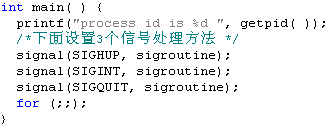 int main( ) {
printf("process id is %d ", getpid( ));
/*下面设置3个信号处理方法 */
signal(SIGHUP, sigroutine);
signal(SIGINT, sigroutine);
signal(SIGQUIT, sigroutine);
for (;;);
}